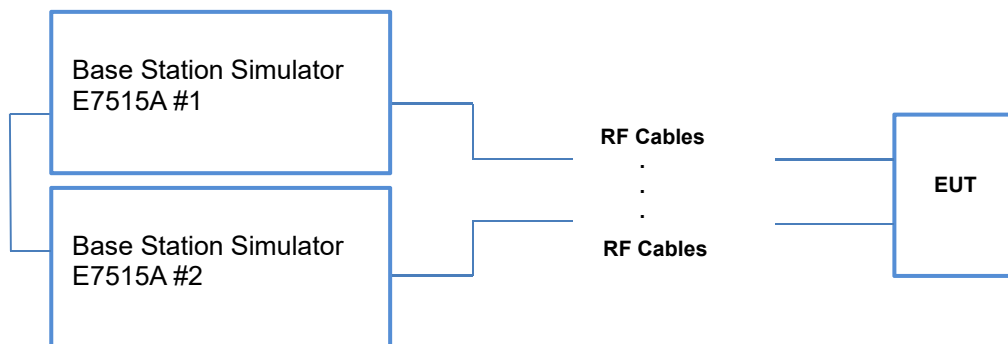 Base Station Simulator
E7515A #1
RF Cables
.
.
.
RF Cables
EUT
Base Station Simulator
E7515A #2